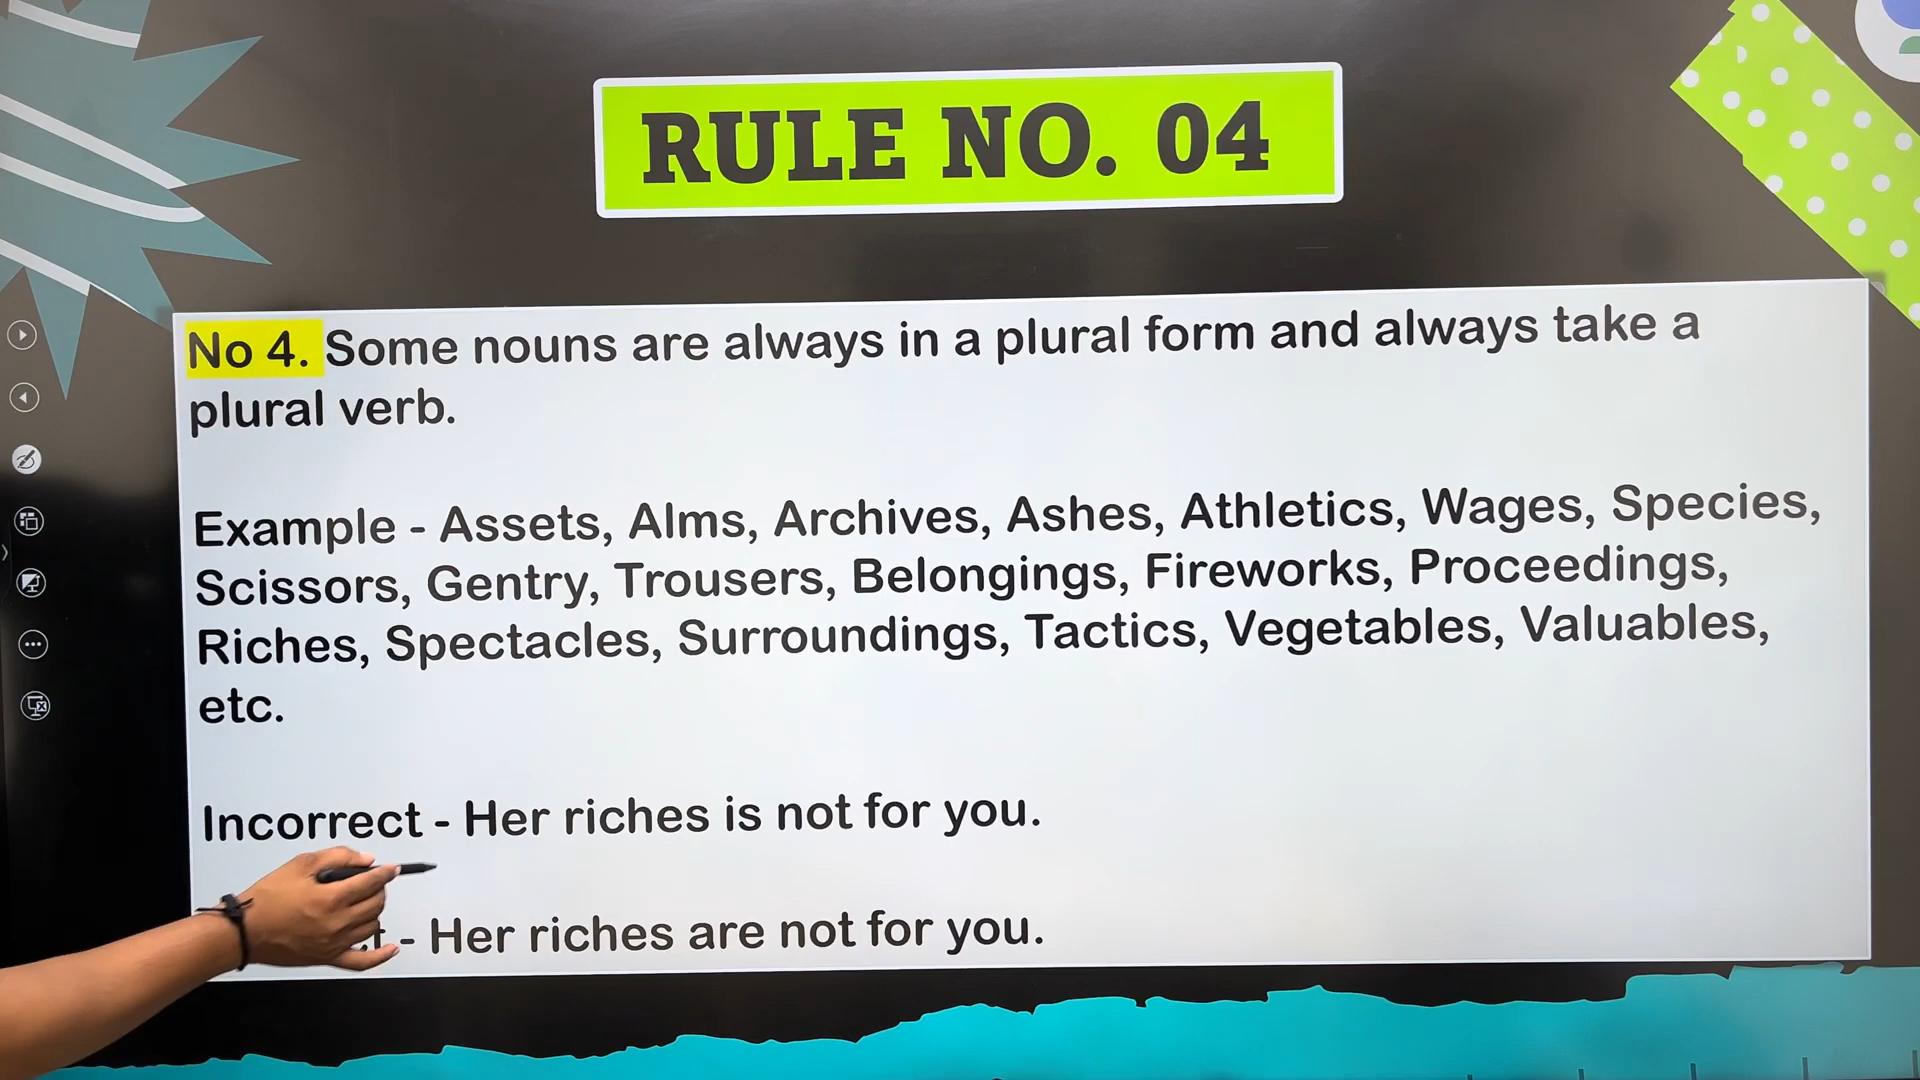 RULE NO. 04
No 4. Some nouns are always in a plural form and always take a
plural verb.
Example - Assets, Alms, Archives, Ashes, Athletics, Wages, Species,
Scissors, Gentry, Trousers, Belongings, Fireworks, Proceedings,
Riches, Spectacles, Surroundings, Tactics, Vegetables, Valuables,
etc.
Incorrect - Her riches is not for you.
- Her riches are not for you.